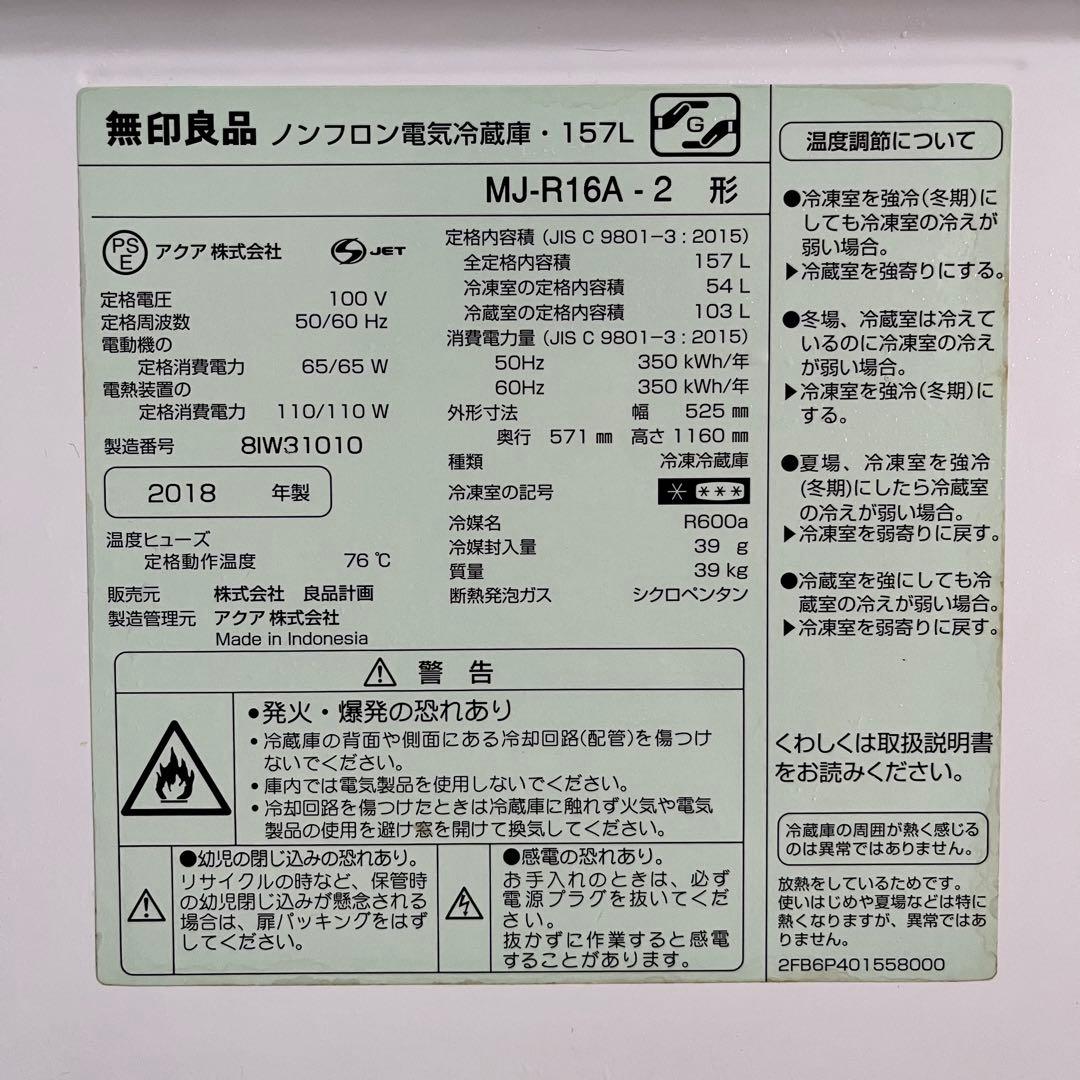 無印良品 ノンフロン電気冷蔵庫・157L G
MJ-R16A - 2 形
PS
E アクア 株式会社 JET
定格電圧 100 V
定格周波数 50/60 Hz
電動機の
定格消費電力 65/65 W
電熱装置の
定格消費電力 110/110 W
製造番号 8IW31010
2018 年製
温度ヒューズ
定格動作温度 76 ℃
販売元 株式会社 良品計画
製造管理元 アクア 株式会社
Made in Indonesia
定格内容積 (JIS C 9801-3 : 2015)
全定格内容積 157 L
冷凍室の定格内容積 54 L
冷蔵室の定格内容積 103 L
消費電力量 (JIS C 9801-3 : 2015)
50Hz 350 kWh/年
60Hz 350 kWh/年
外形寸法 幅 525 ㎜
奥行 571 ㎜ 高さ 1160 ㎜
種類 冷凍冷蔵庫
冷凍室の記号 * ***
冷媒名 R600a
冷媒封入量 39 g
質量 39 kg
断熱発泡ガス シクロペンタン
⚠ 警 告
●発火・爆発の恐れあり
・冷蔵庫の背面や側面にある冷却回路(配管)を傷つけ
ないでください。
・庫内では電気製品を使用しないでください。
・冷却回路を傷つけたときは冷蔵庫に触れず火気や電気
製品の使用を避け窓を開けて換気してください。
●幼児の閉じ込みの恐れあり。
リサイクルの時など、保管時
の幼児閉じ込みが懸念される
場合は、扉パッキングをはず
してください。
●感電の恐れあり。
お手入れのときは、必ず
電源プラグを抜いてくだ
さい。
抜かずに作業すると感電
することがあります。
温度調節について
●冷凍室を強冷(冬期)に
しても冷凍室の冷えが
弱い場合。
▶冷蔵室を強寄りにする。
●冬場、冷蔵室は冷えて
いるのに冷凍室の冷え
が弱い場合。
▶冷凍室を強冷(冬期)に
する。
●夏場、冷凍室を強冷
(冬期)にしたら冷蔵室
の冷えが弱い場合。
▶冷凍室を弱寄りに戻す。
●冷蔵室を強にしても冷
蔵室の冷えが弱い場合。
▶冷凍室を弱寄りに戻す。
くわしくは取扱説明書
をお読みください。
冷蔵庫の周囲が熱く感じる
のは異常ではありません。
放熱をしているためです。
使いはじめや夏場などは特に
熱くなりますが、異常ではあ
りません。
2FB6P401558000